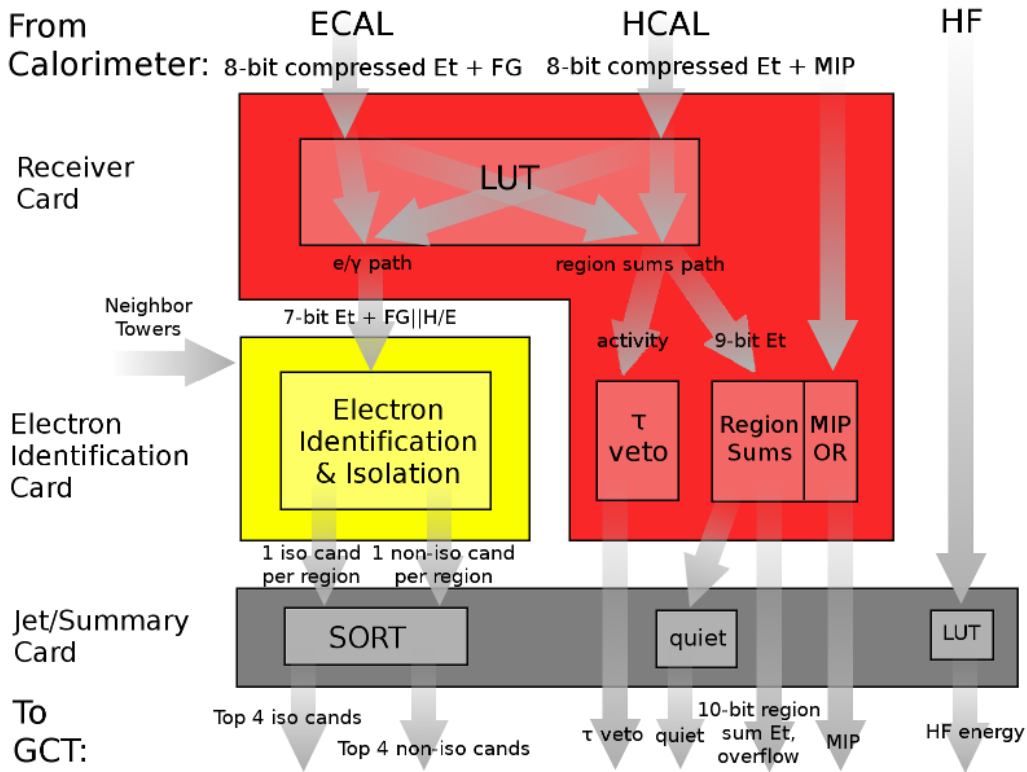 From
Calorimeter:
ECAL
HCAL
HF
8-bit compressed Et + FG
8-bit compressed Et + MIP
Receiver
Card
LUT
e/γ path
region sums path
Neighbor
Towers
7-bit Et + FG||H/E
activity
9-bit Et
Electron
Identification
Card
Electron
Identification
& Isolation
τ
veto
Region
Sums
MIP
OR
1 iso cand
per region
1 non-iso cand
per region
Jet/Summary
Card
SORT
quiet
LUT
To
GCT:
Top 4 iso cands
Top 4 non-iso cands
τ veto
quiet
10-bit region
sum Et,
overflow
MIP
HF energy